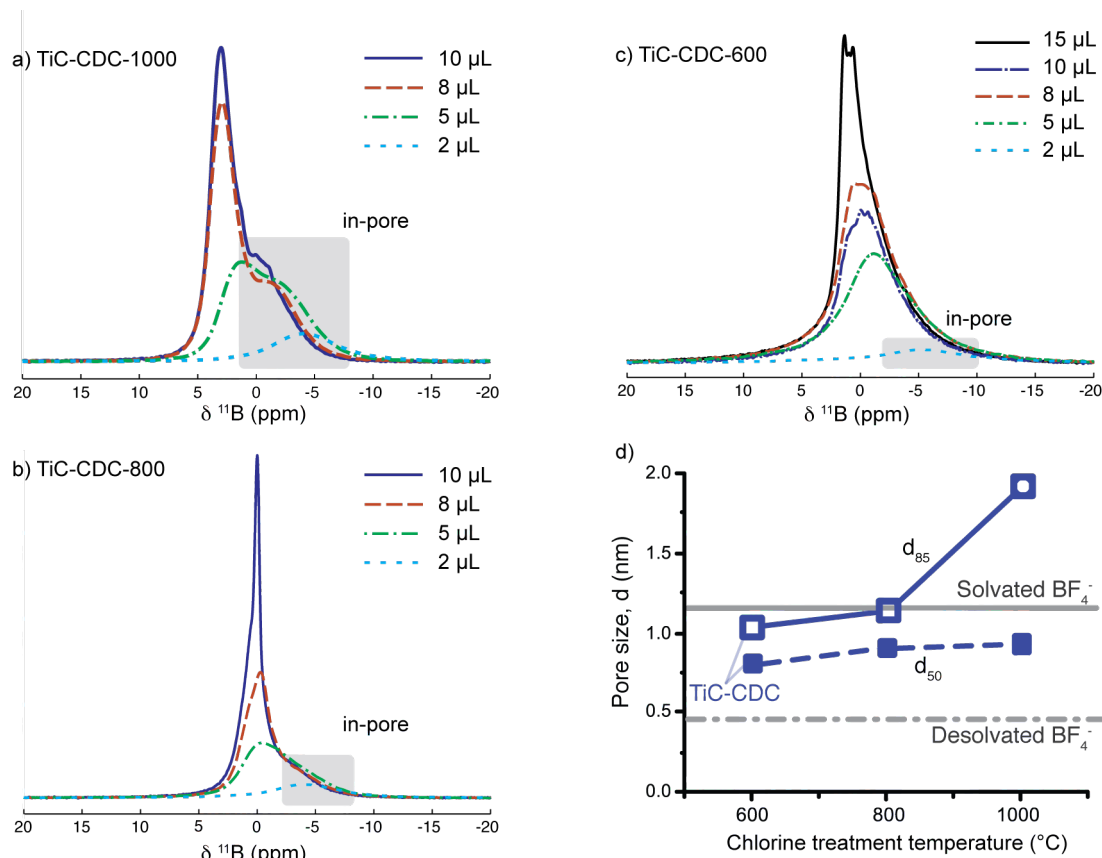 a) TiC-CDC-1000
10 µL
8 µL
5 µL
2 µL
in-pore
20 15 10 5 0 -5 -10 -15 -20
δ ¹¹B (ppm)
b) TiC-CDC-800
10 µL
8 µL
5 µL
2 µL
in-pore
20 15 10 5 0 -5 -10 -15 -20
δ ¹¹B (ppm)
c) TiC-CDC-600
15 µL
10 µL
8 µL
5 µL
2 µL
in-pore
20 15 10 5 0 -5 -10 -15 -20
δ ¹¹B (ppm)
d)
2.0
1.5
1.0
0.5
0.0
Pore size, d (nm)
d₈₅
Solvated BF₄⁻
d₅₀
TiC-CDC
Desolvated BF₄⁻
600 800 900 1000
Chlorine treatment temperature (°C)